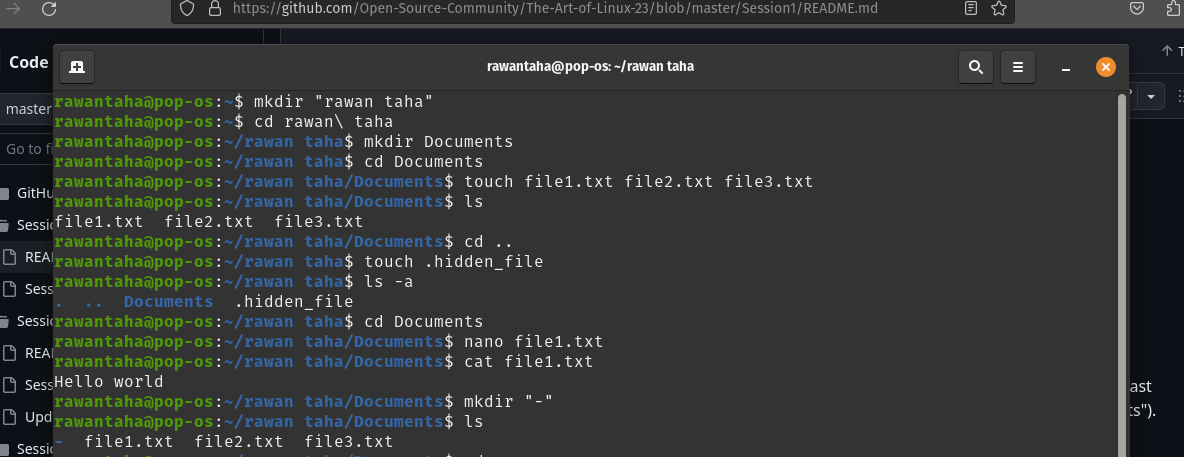 https://github.com/Open-Source-Community/The-Art-of-Linux-23/blob/master/Session1/README.md
Code
rawantaha@pop-os: ~/rawan taha
master
Go to fi
GitHu
Sessi
REA
Sess
Sessi
REA
Sess
Upd
Sessi
rawantaha@pop-os:~$ mkdir "rawan taha"
rawantaha@pop-os:~$ cd rawan\ taha
rawantaha@pop-os:~/rawan taha$ mkdir Documents
rawantaha@pop-os:~/rawan taha$ cd Documents
rawantaha@pop-os:~/rawan taha/Documents$ touch file1.txt file2.txt file3.txt
rawantaha@pop-os:~/rawan taha/Documents$ ls
file1.txt  file2.txt  file3.txt
rawantaha@pop-os:~/rawan taha/Documents$ cd ..
rawantaha@pop-os:~/rawan taha$ touch .hidden_file
rawantaha@pop-os:~/rawan taha$ ls -a
.  ..  Documents  .hidden_file
rawantaha@pop-os:~/rawan taha$ cd Documents
rawantaha@pop-os:~/rawan taha/Documents$ nano file1.txt
rawantaha@pop-os:~/rawan taha/Documents$ cat file1.txt
Hello world
rawantaha@pop-os:~/rawan taha/Documents$ mkdir "-"
rawantaha@pop-os:~/rawan taha/Documents$ ls
-  file1.txt  file2.txt  file3.txt
T
ast
ts").